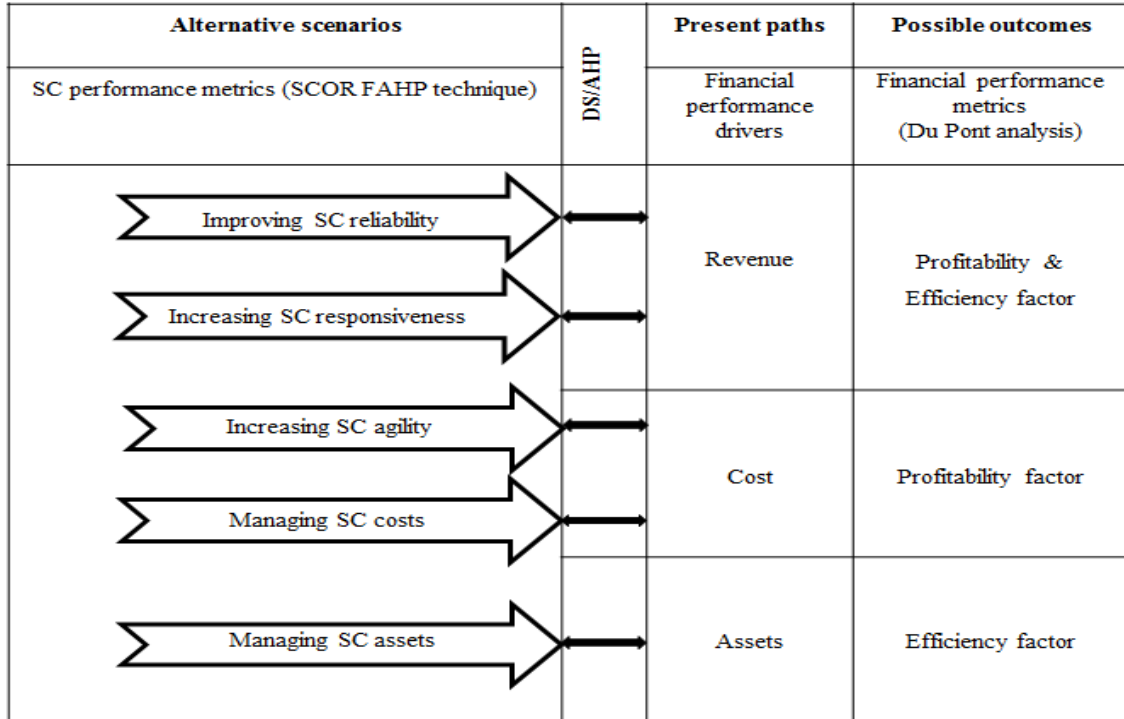 Alternative scenarios
DS/AHP
Present paths
Possible outcomes
SC performance metrics (SCOR FAHP technique)
Financial
performance
drivers
Financial performance
metrics
(Du Pont analysis)
Improving SC reliability
Increasing SC responsiveness
Revenue
Profitability &
Efficiency factor
Increasing SC agility
Managing SC costs
Cost
Profitability factor
Managing SC assets
Assets
Efficiency factor